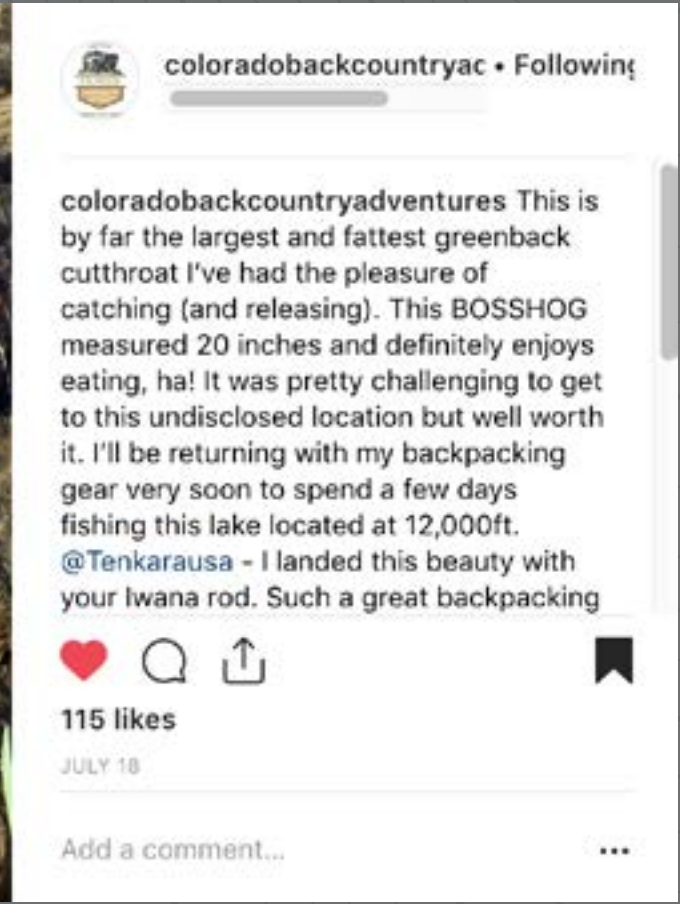 coloradobackcountryac • Following
coloradobackcountryadventures This is
by far the largest and fattest greenback
cutthroat I've had the pleasure of
catching (and releasing). This BOSSHOG
measured 20 inches and definitely enjoys
eating, ha! It was pretty challenging to get
to this undisclosed location but well worth
it. I'll be returning with my backpacking
gear very soon to spend a few days
fishing this lake located at 12,000ft.
@Tenkarausa - I landed this beauty with
your Iwana rod. Such a great backpacking
115 likes
JULY 18
Add a comment...